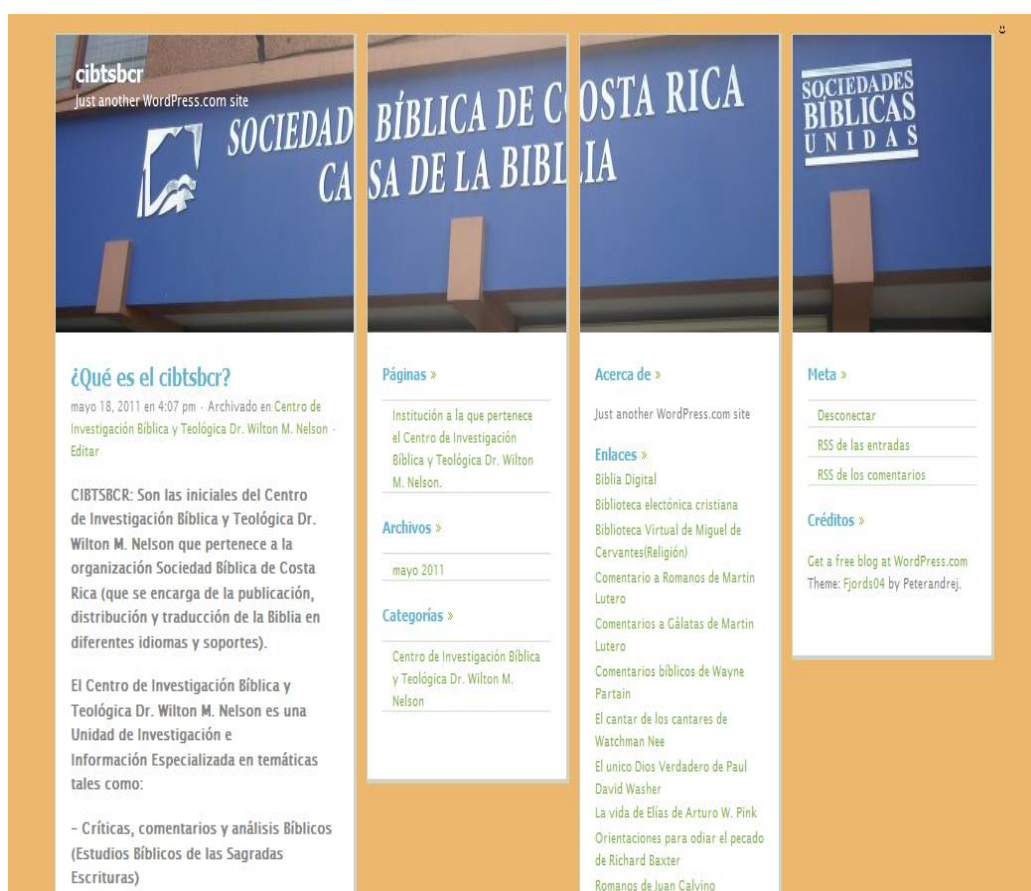 cibtsbcr
Just another WordPress.com site
SOCIEDAD BÍBLICA DE COSTA RICA
CASA DE LA BIBLIA
SOCIEDADES
BÍBLICAS
UNIDAS
¿Qué es el cibtsbcr?
mayo 18, 2011 en 4:07 pm · Archivado en Centro de
Investigación Bíblica y Teológica Dr. Wilton M. Nelson ·
Editar
CIBTSBCR: Son las iniciales del Centro
de Investigación Bíblica y Teológica Dr.
Wilton M. Nelson que pertenece a la
organización Sociedad Bíblica de Costa
Rica (que se encarga de la publicación,
distribución y traducción de la Biblia en
diferentes idiomas y soportes).
El Centro de Investigación Bíblica y
Teológica Dr. Wilton M. Nelson es una
Unidad de Investigación e
Información Especializada en temáticas
tales como:
– Críticas, comentarios y análisis Bíblicos
(Estudios Bíblicos de las Sagradas
Escrituras)
Páginas »
Institución a la que pertenece
el Centro de Investigación
Bíblica y Teológica Dr. Wilton
M. Nelson.
Archivos »
mayo 2011
Categorías »
Centro de Investigación Bíblica
y Teológica Dr. Wilton M.
Nelson
Acerca de »
Just another WordPress.com site
Enlaces »
Biblia Digital
Biblioteca electónica cristiana
Biblioteca Virtual de Miguel de
Cervantes(Religión)
Comentario a Romanos de Martin
Lutero
Comentarios a Gálatas de Martin
Lutero
Comentarios bíblicos de Wayne
Partain
El cantar de los cantares de
Watchman Nee
El unico Dios Verdadero de Paul
David Washer
La vida de Elías de Arturo W. Pink
Orientaciones para odiar el pecado
de Richard Baxter
Romanos de Juan Calvino
Meta »
Desconectar
RSS de las entradas
RSS de los comentarios
Créditos »
Get a free blog at WordPress.com
Theme: Fjords04 by Peterandrej.